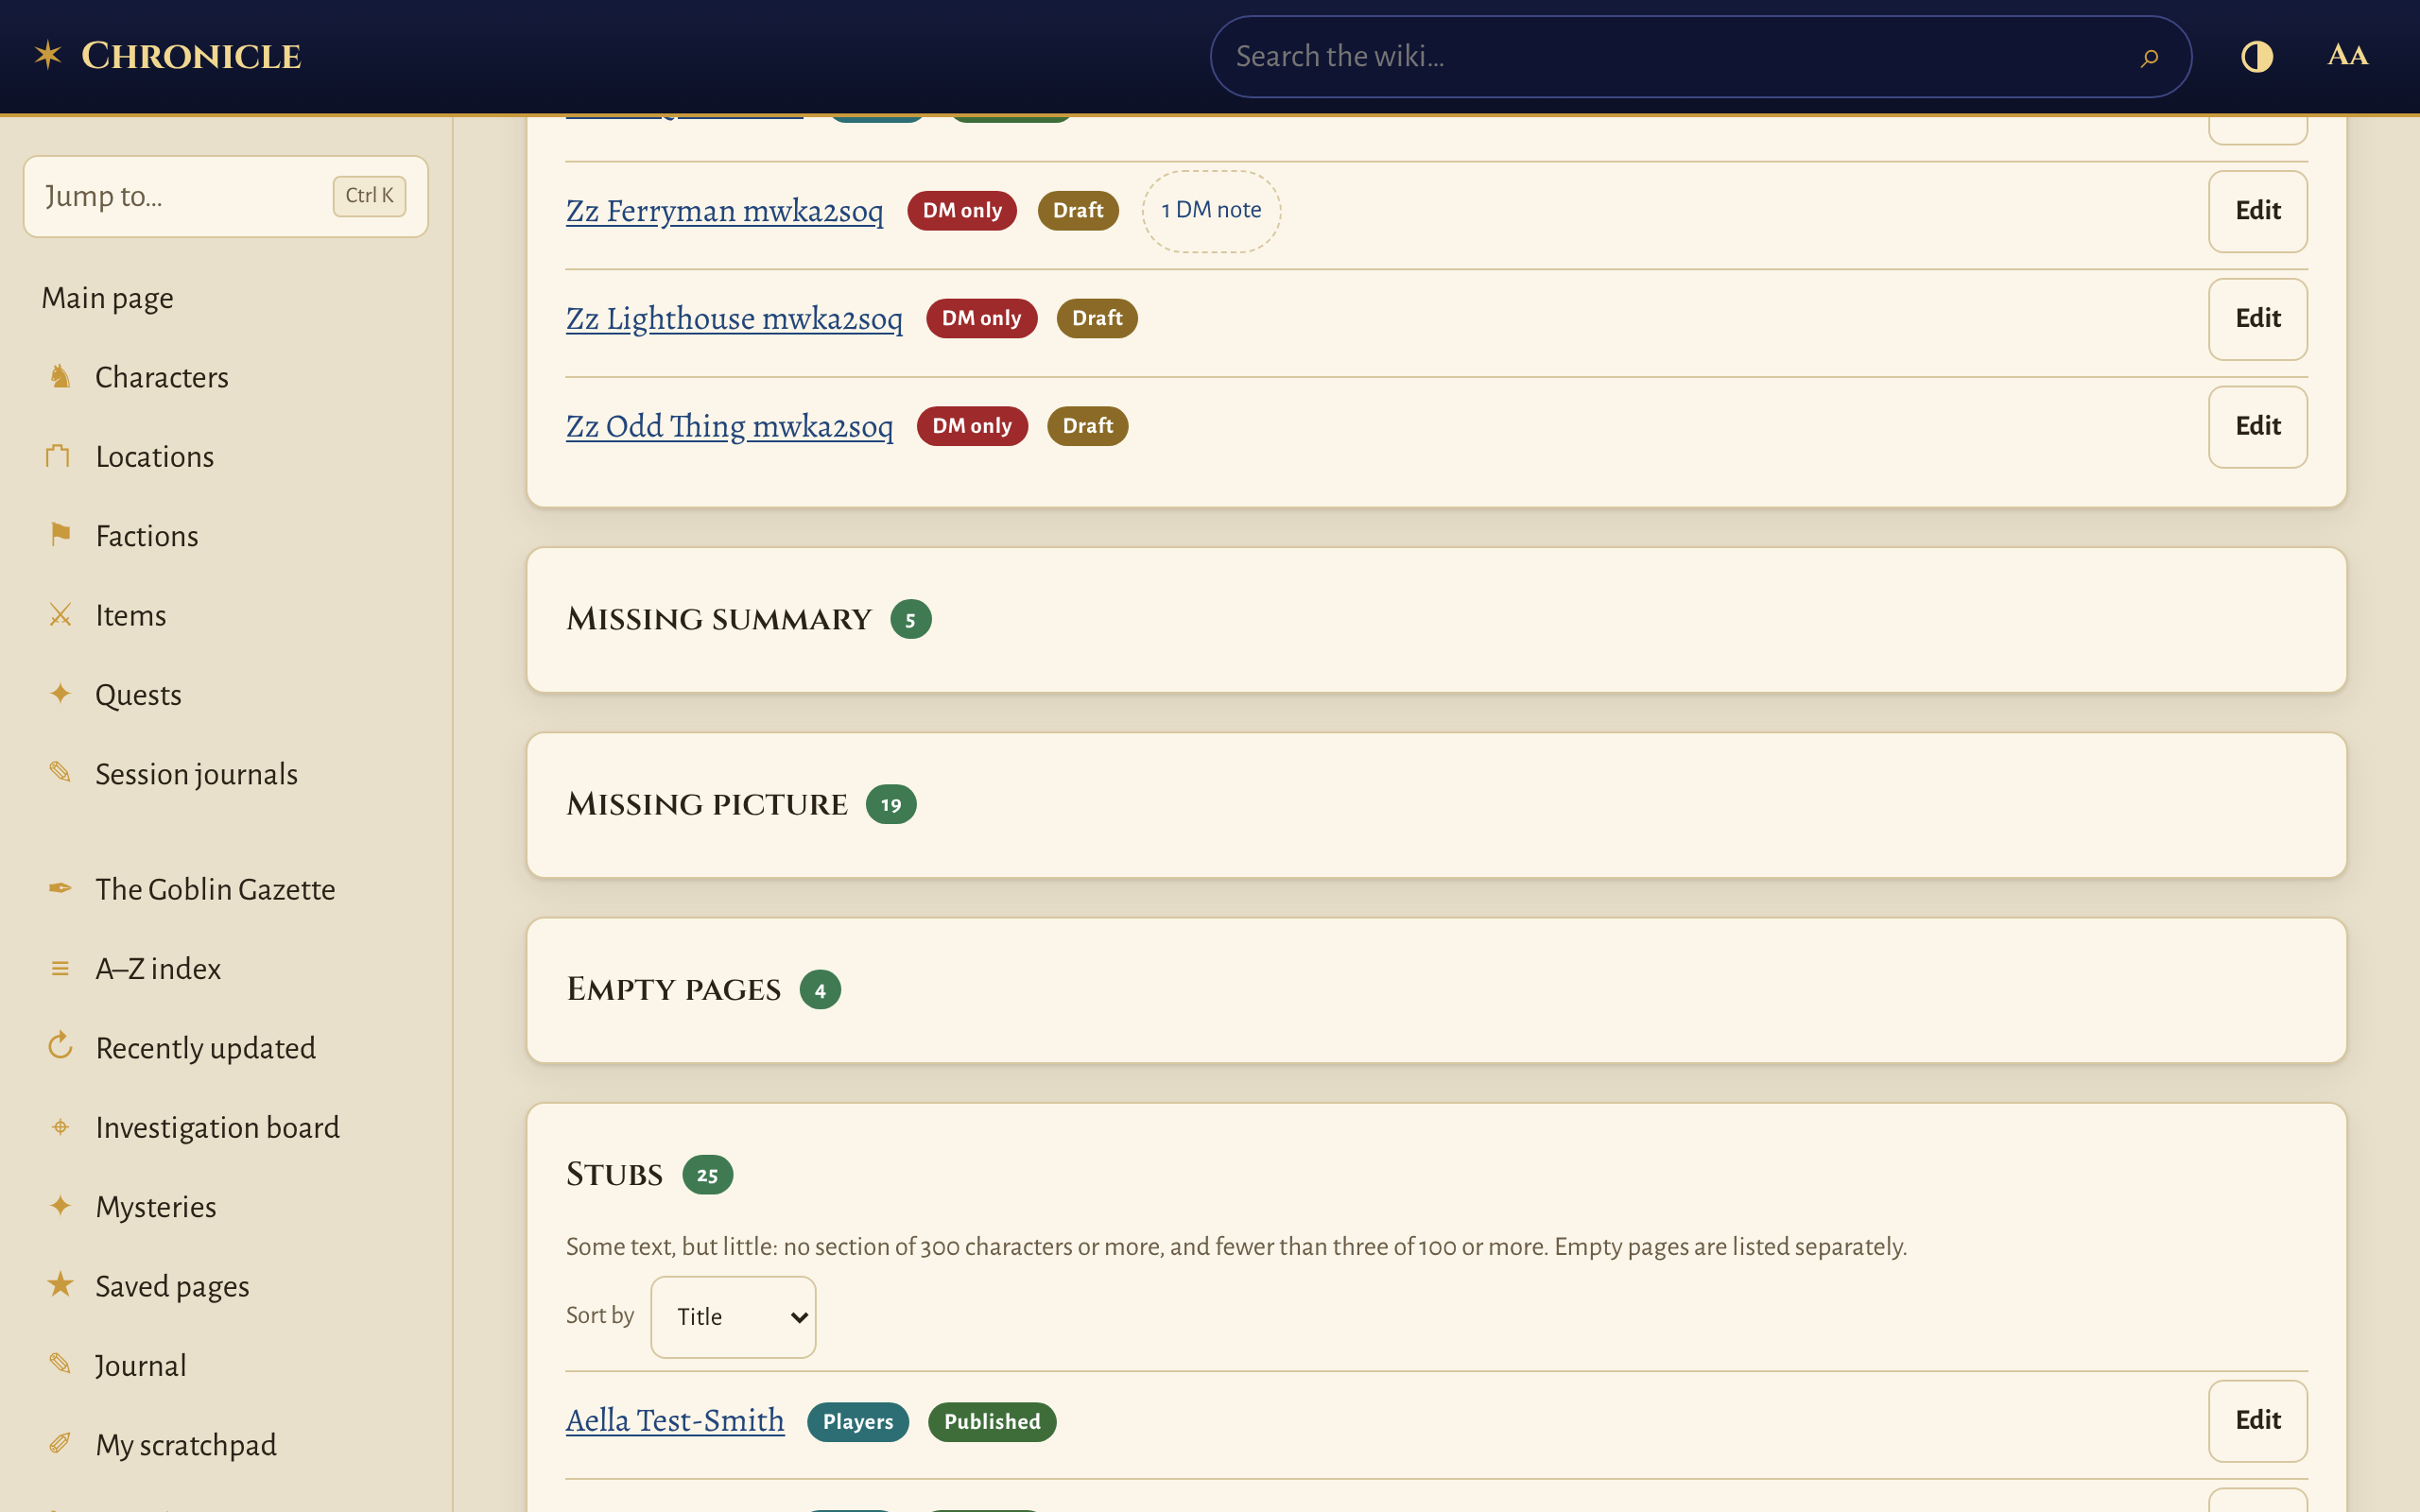 Chronicle
Search the wiki...
Aa
Jump to...
Ctrl K
Main page
Characters
Locations
Factions
Items
Quests
Session journals
The Goblin Gazette
A–Z index
Recently updated
Investigation board
Mysteries
Saved pages
Journal
My scratchpad
Zz Ferryman mwka2soq DM only Draft 1 DM note Edit
Zz Lighthouse mwka2soq DM only Draft Edit
Zz Odd Thing mwka2soq DM only Draft Edit
Missing summary 5
Missing picture 19
Empty pages 4
Stubs 25
Some text, but little: no section of 300 characters or more, and fewer than three of 100 or more. Empty pages are listed separately.
Sort by Title
Aella Test-Smith Players Published Edit